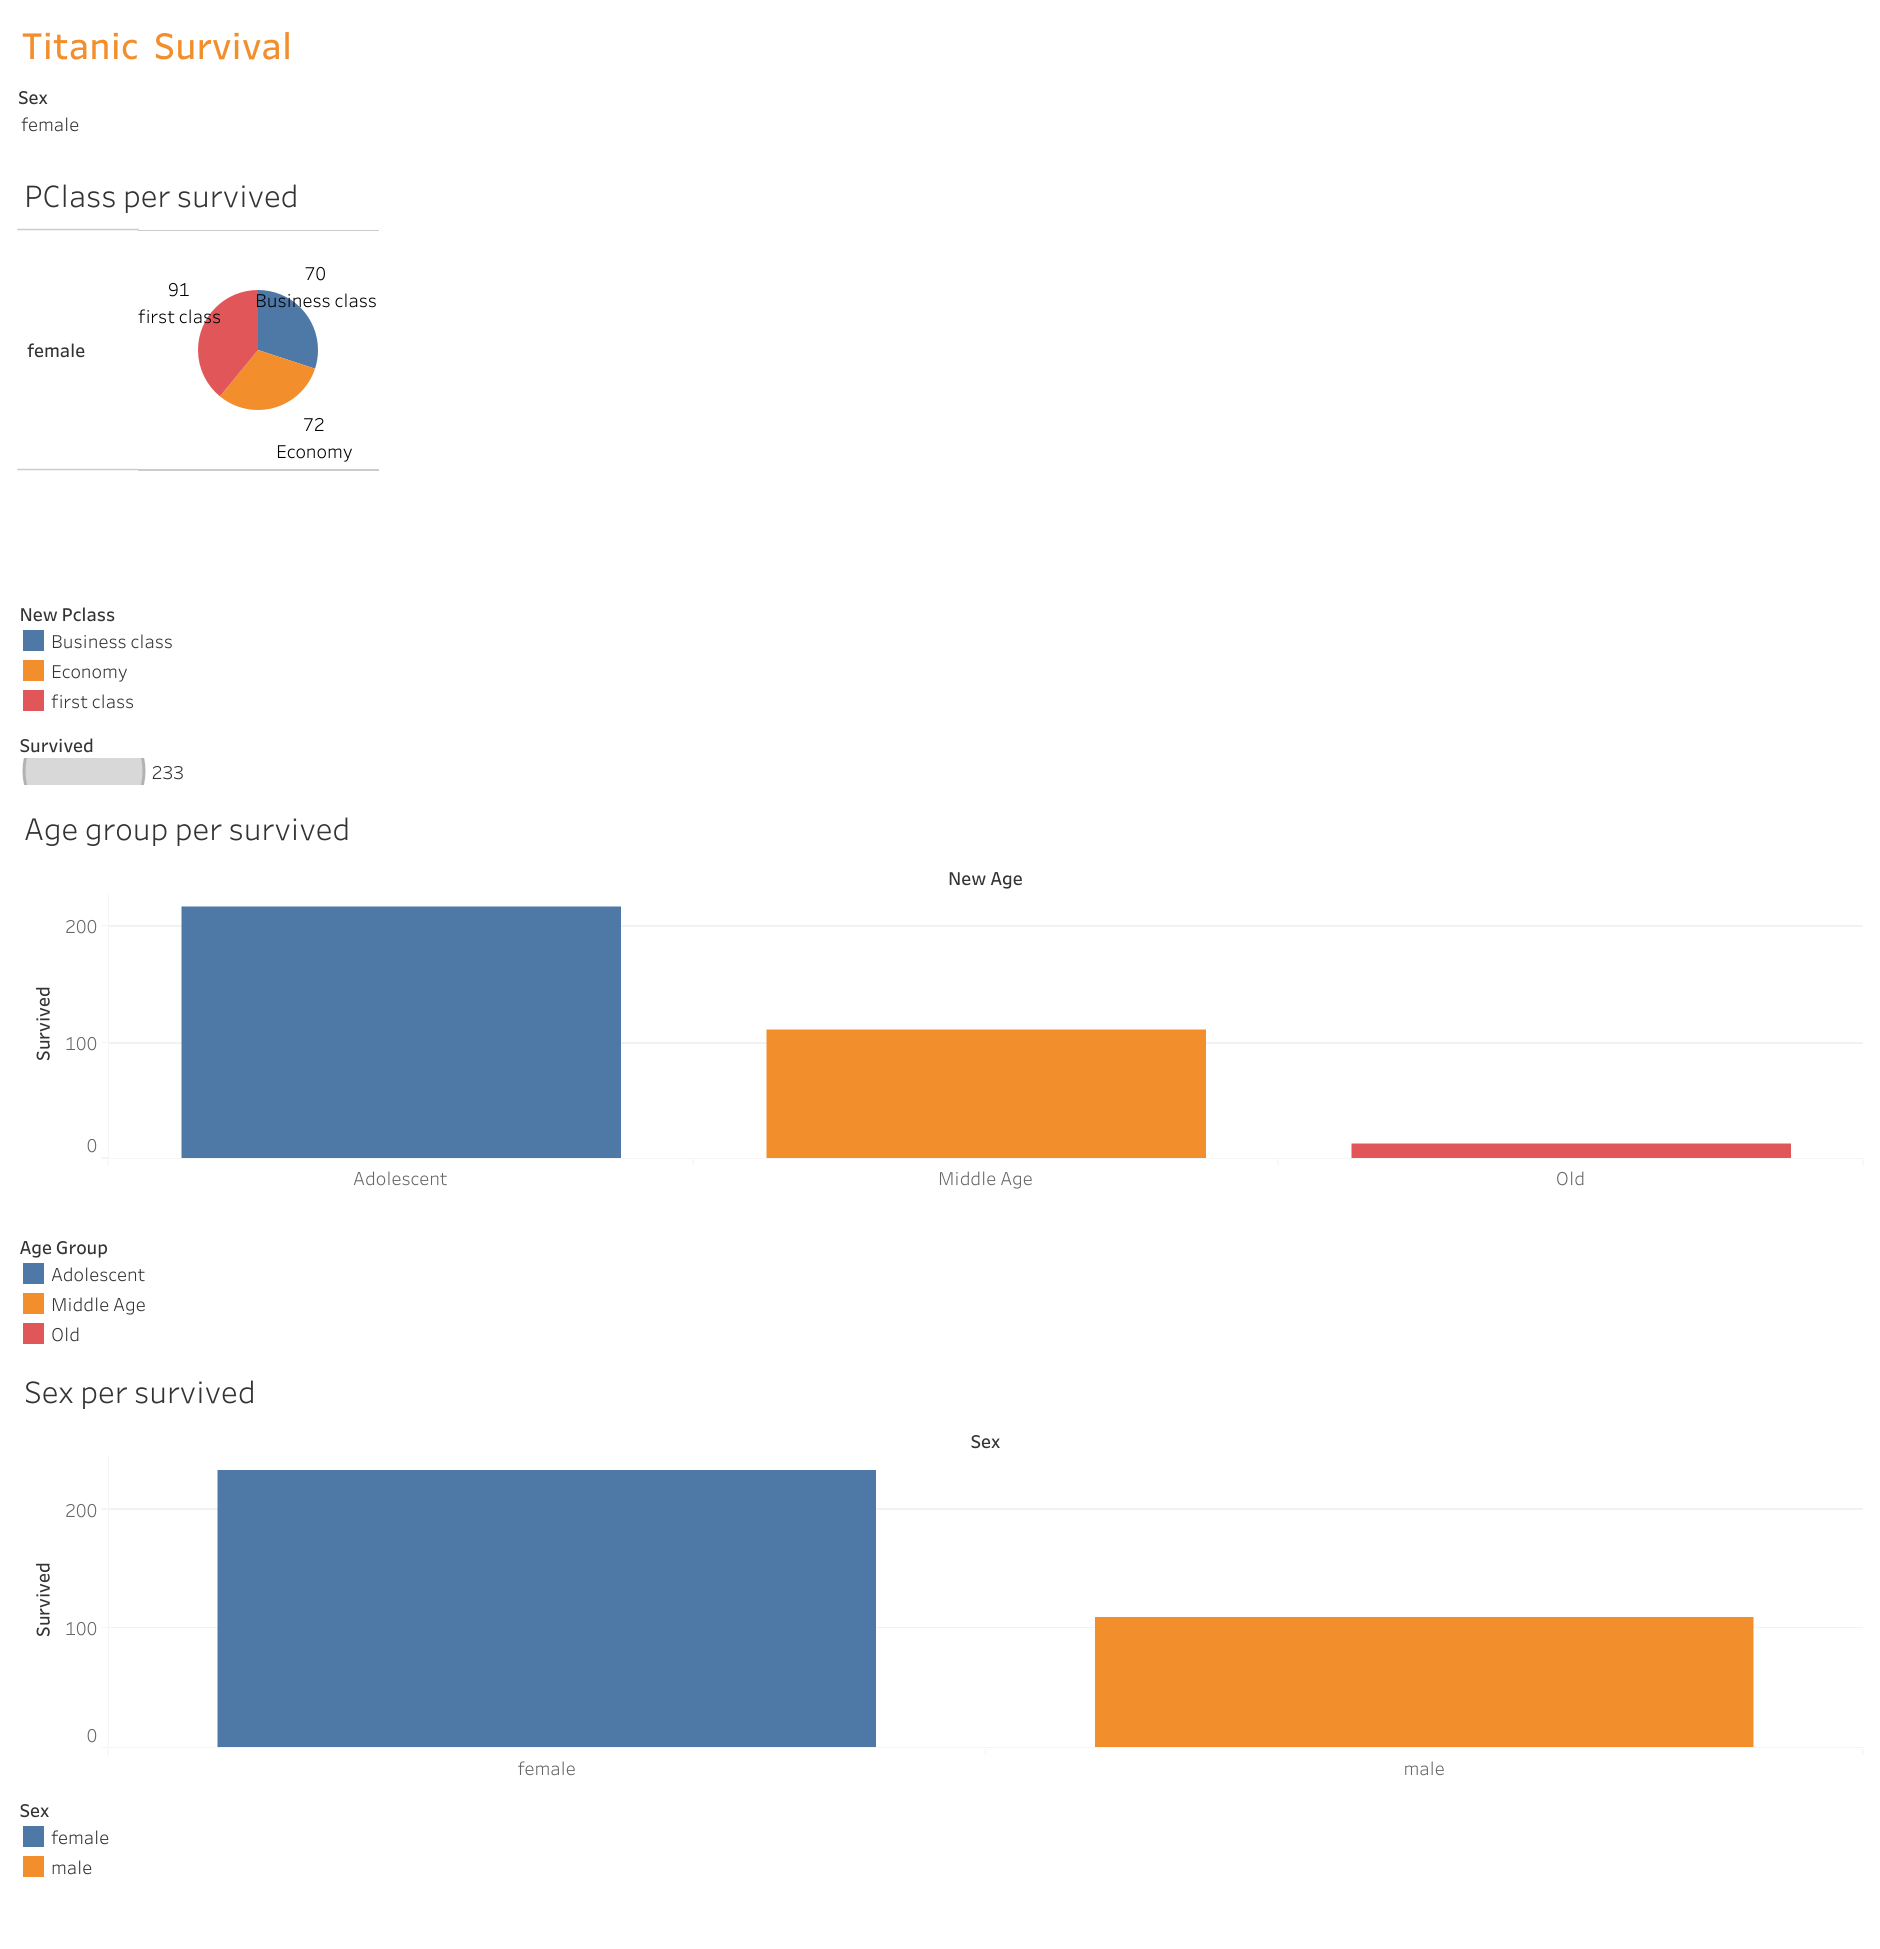 Titanic  Survival
Sex
female
PClass per survived
70
Business class
91
first class
female
72
Economy
New Pclass
Business class
Economy
first class
Survived
233
Age group per survived
New Age
200
100
0
Survived
Adolescent
Middle Age
Old
Age Group
Adolescent
Middle Age
Old
Sex per survived
Sex
200
100
0
Survived
female
male
Sex
female
male